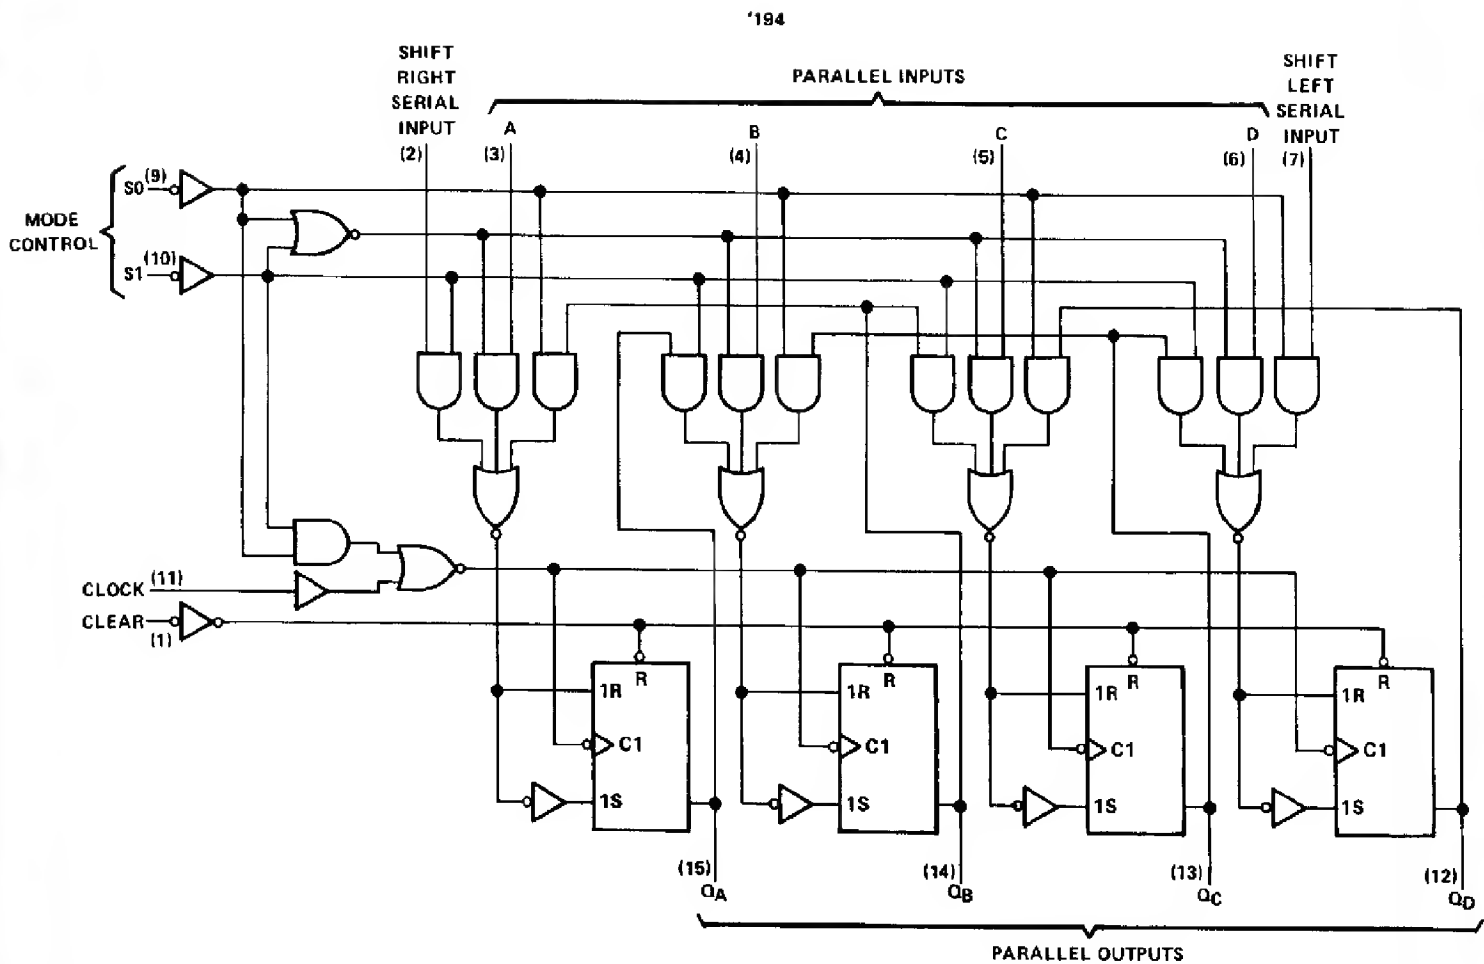 '194
SHIFT
RIGHT
SERIAL
INPUT
(2)
PARALLEL INPUTS
A
(3)
B
(4)
C
(5)
D
(6)
SHIFT
LEFT
SERIAL
INPUT
(7)
MODE
CONTROL
S0 (9)
S1 (10)
CLOCK (11)
CLEAR (1)
R
1R
C1
1S
R
1R
C1
1S
R
1R
C1
1S
R
1R
C1
1S
(15)
QA
(14)
QB
(13)
QC
(12)
QD
PARALLEL OUTPUTS